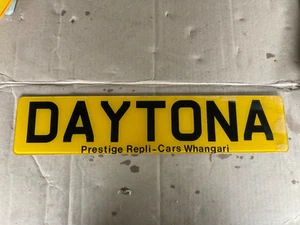 DAYTONA
Prestige Repli-Cars Whangari